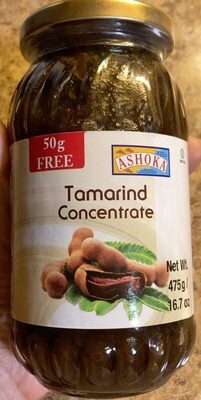 50g
FREE
ASHOKA
Tamarind
Concentrate
Net Wt.
475g /
16.7 oz